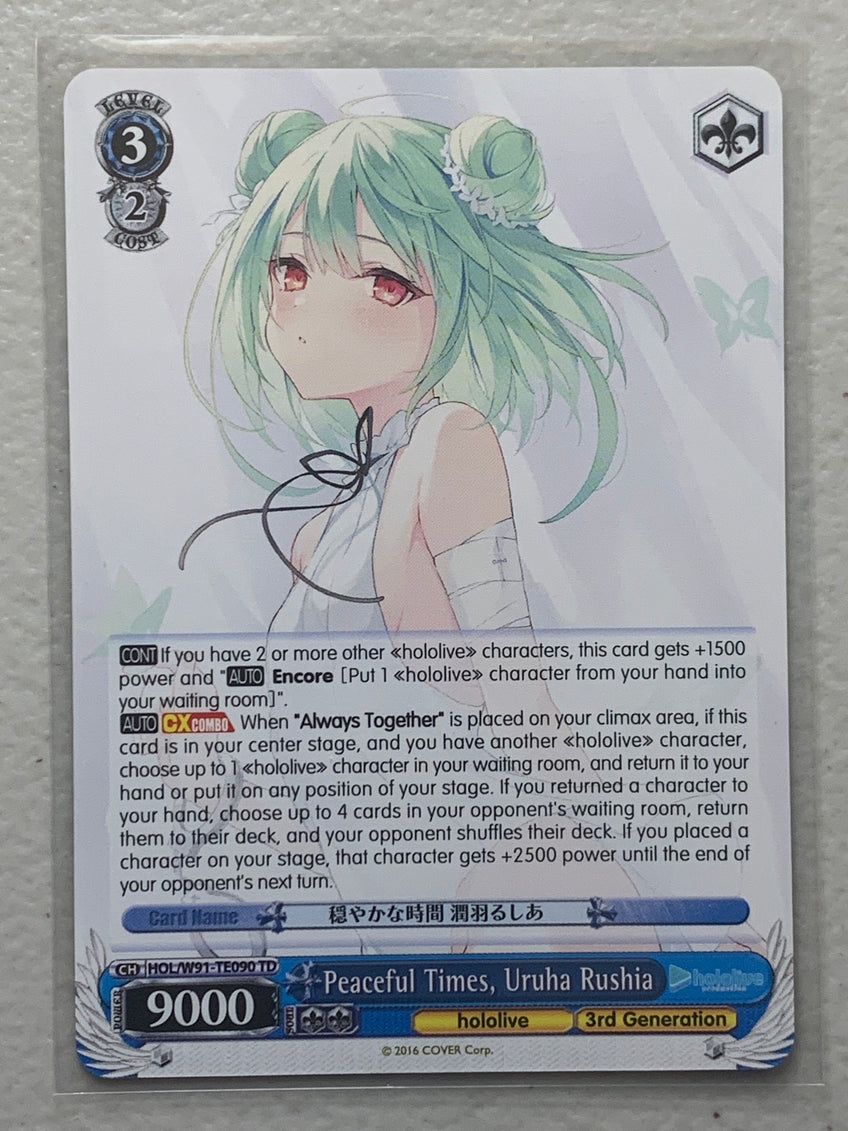 LEVEL
3
2
COST
CONT If you have 2 or more other «hololive» characters, this card gets +1500
power and "AUTO Encore [Put 1 «hololive» character from your hand into
your waiting room]".
AUTO CXCOMBO When "Always Together" is placed on your climax area, if this
card is in your center stage, and you have another «hololive» character,
choose up to 1 «hololive» character in your waiting room, and return it to your
hand or put it on any position of your stage. If you returned a character to
your hand, choose up to 4 cards in your opponent's waiting room, return
them to their deck, and your opponent shuffles their deck. If you placed a
character on your stage, that character gets +2500 power until the end of
your opponent's next turn.
Card Name 穏やかな時間 潤羽るしあ
CH HOL/W91-TE090 TD
Peaceful Times, Uruha Rushia hololive production
POWER 9000 SOUL hololive 3rd Generation
© 2016 COVER Corp.